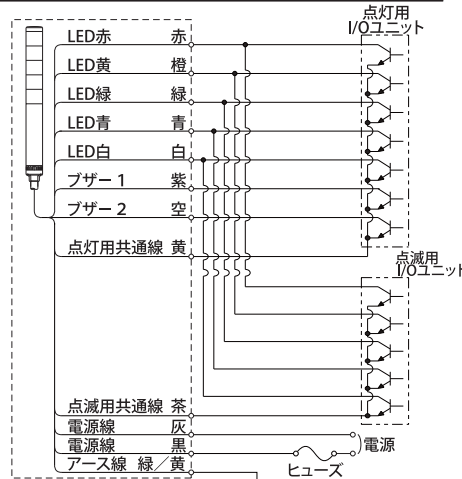 点灯用
I/Oユニット
LED赤 赤
LED黄 橙
LED緑 緑
LED青 青
LED白 白
ブザー1 紫
ブザー2 空
点灯用共通線 黄
点滅用
I/Oユニット
点滅用共通線 茶
電源線 灰
電源線 黒
アース線 緑/黄
電源
ヒューズ